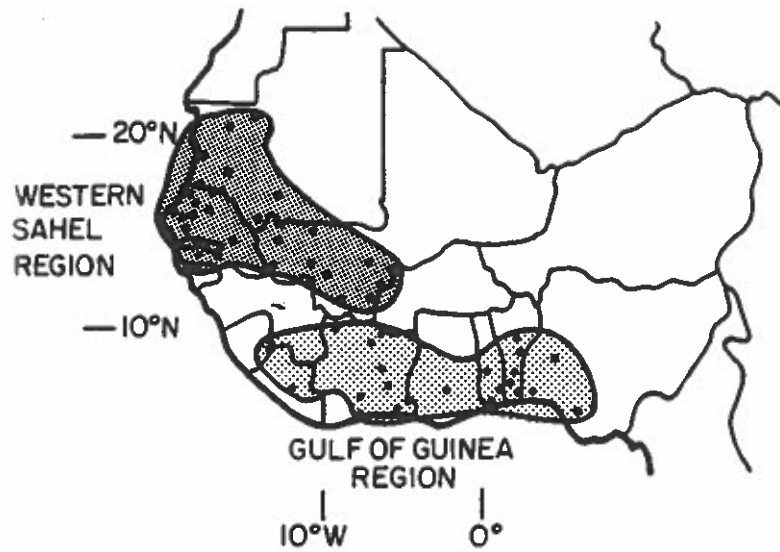 20°N
WESTERN
SAHEL
REGION
10°N
GULF OF GUINEA
REGION
10°W
0°